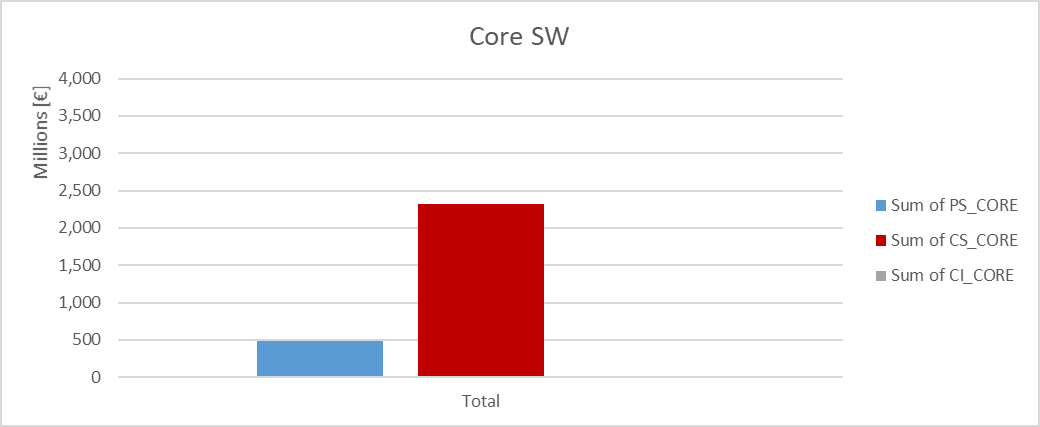 Core SW
Millions [€]
4,000
3,500
3,000
2,500
2,000
1,500
1,000
500
0
Total
Sum of PS_CORE
Sum of CS_CORE
Sum of CI_CORE